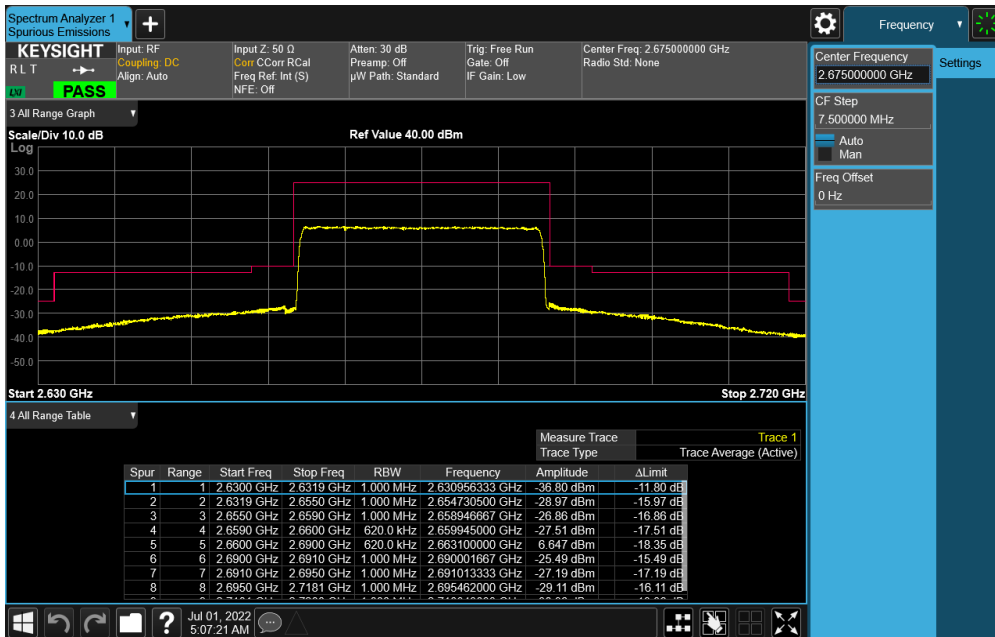 Spectrum Analyzer 1
Spurious Emissions
Frequency
KEYSIGHT
R L T
LXI
PASS
Input: RF
Coupling: DC
Align: Auto
Input Z: 50 Ω
Corr CCorr RCal
Freq Ref: Int (S)
NFE: Off
Atten: 30 dB
Preamp: Off
µW Path: Standard
Trig: Free Run
Gate: Off
IF Gain: Low
Center Freq: 2.675000000 GHz
Radio Std: None
Center Frequency
2.675000000 GHz
Settings
CF Step
7.500000 MHz
Auto
Man
Freq Offset
0 Hz
3 All Range Graph
Scale/Div 10.0 dB
Ref Value 40.00 dBm
Log
30.0
20.0
10.0
0.00
-10.0
-20.0
-30.0
-40.0
-50.0
Start 2.630 GHz
Stop 2.720 GHz
4 All Range Table
Measure Trace Trace 1
Trace Type Trace Average (Active)
Spur Range Start Freq Stop Freq RBW Frequency Amplitude ΔLimit
1 1 2.6300 GHz 2.6319 GHz 1.000 MHz 2.630956333 GHz -36.80 dBm -11.80 dB
2 2 2.6319 GHz 2.6550 GHz 1.000 MHz 2.654730500 GHz -28.97 dBm -15.97 dB
3 3 2.6550 GHz 2.6590 GHz 1.000 MHz 2.658946667 GHz -26.86 dBm -16.86 dB
4 4 2.6590 GHz 2.6600 GHz 620.0 kHz 2.659945000 GHz -27.51 dBm -17.51 dB
5 5 2.6600 GHz 2.6900 GHz 620.0 kHz 2.663100000 GHz 6.647 dBm -18.35 dB
6 6 2.6900 GHz 2.6910 GHz 1.000 MHz 2.690001667 GHz -25.49 dBm -15.49 dB
7 7 2.6910 GHz 2.6950 GHz 1.000 MHz 2.691013333 GHz -27.19 dBm -17.19 dB
8 8 2.6950 GHz 2.7181 GHz 1.000 MHz 2.695462000 GHz -29.11 dBm -16.11 dB
Jul 01, 2022
5:07:21 AM